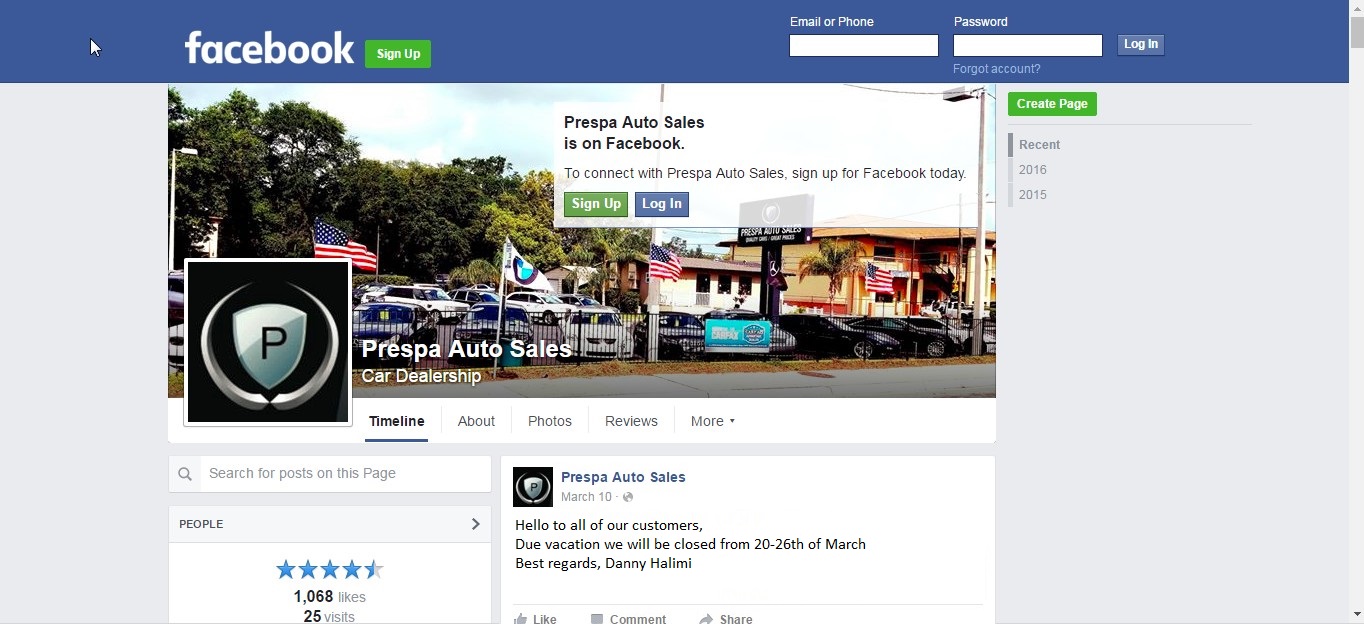 facebook
Sign Up
Email or Phone
Password
Log In
Forgot account?
Create Page
Recent
2016
2015
Prespa Auto Sales
is on Facebook.
To connect with Prespa Auto Sales, sign up for Facebook today.
Sign Up
Log In
PRESPA AUTO SALES
QUALITY CARS / GREAT PRICES
P
Prespa Auto Sales
Car Dealership
Timeline
About
Photos
Reviews
More
Search for posts on this Page
PEOPLE
1,068 likes
25 visits
P
Prespa Auto Sales
March 10 ·
Hello to all of our customers,
Due vacation we will be closed from 20-26th of March
Best regards, Danny Halimi
Like
Comment
Share